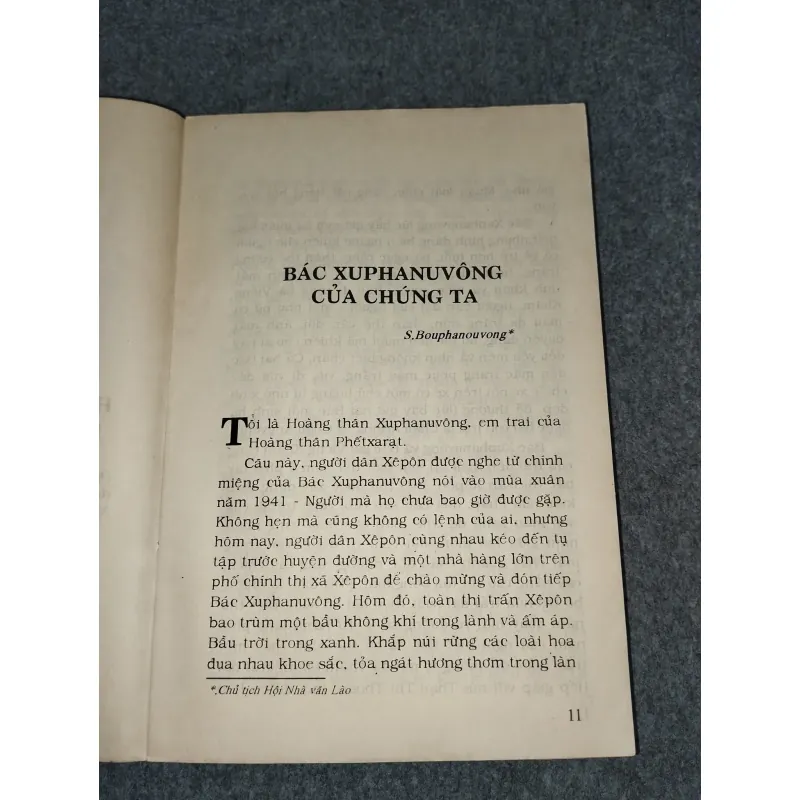 BÁC XUPHANUVÔNG
CỦA CHÚNG TA
S.Bouphanouvong*
Tôi là Hoàng thân Xuphanuvông, em trai của
Hoàng thân Phêtxarạt.
Câu này, người dân Xêpôn được nghe từ chính
miệng của Bác Xuphanuvông nói vào mùa xuân
năm 1941 - Người mà họ chưa bao giờ được gặp.
Không hẹn mà cũng không có lệnh của ai, nhưng
hôm nay, người dân Xêpôn cùng nhau kéo đến tụ
tập trước huyện đường và một nhà hàng lớn trên
phố chính thị xã Xêpôn để chào mừng và đón tiếp
Bác Xuphanuvông. Hôm đó, toàn thị trấn Xêpôn
bao trùm một bầu không khí trong lành và ấm áp.
Bầu trời trong xanh. Khắp núi rừng các loài hoa
đua nhau khoe sắc, tỏa ngát hương thơm trong làn
*.Chủ tịch Hội Nhà văn Lào
11